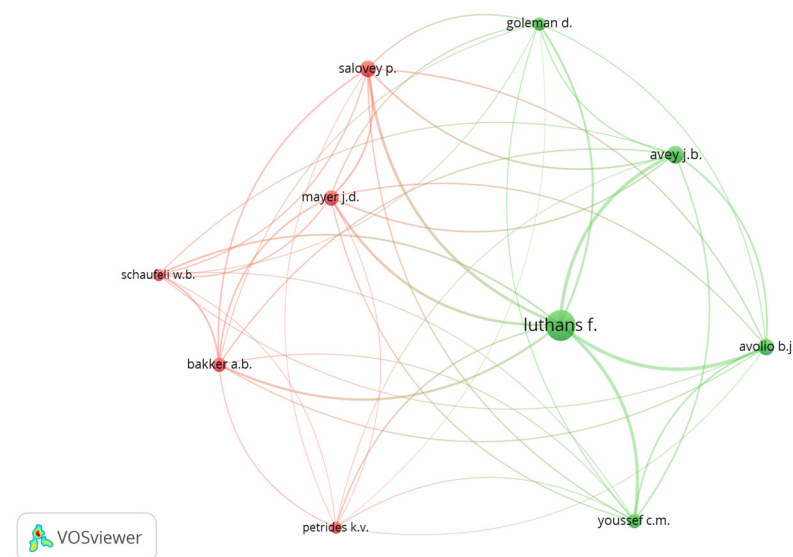 goleman d.
salovey p.
avey j.b.
mayer j.d.
schaufeli w.b.
luthans f.
avolio b.j
bakker a.b.
youssef c.m.
petrides k.v.
VOSviewer